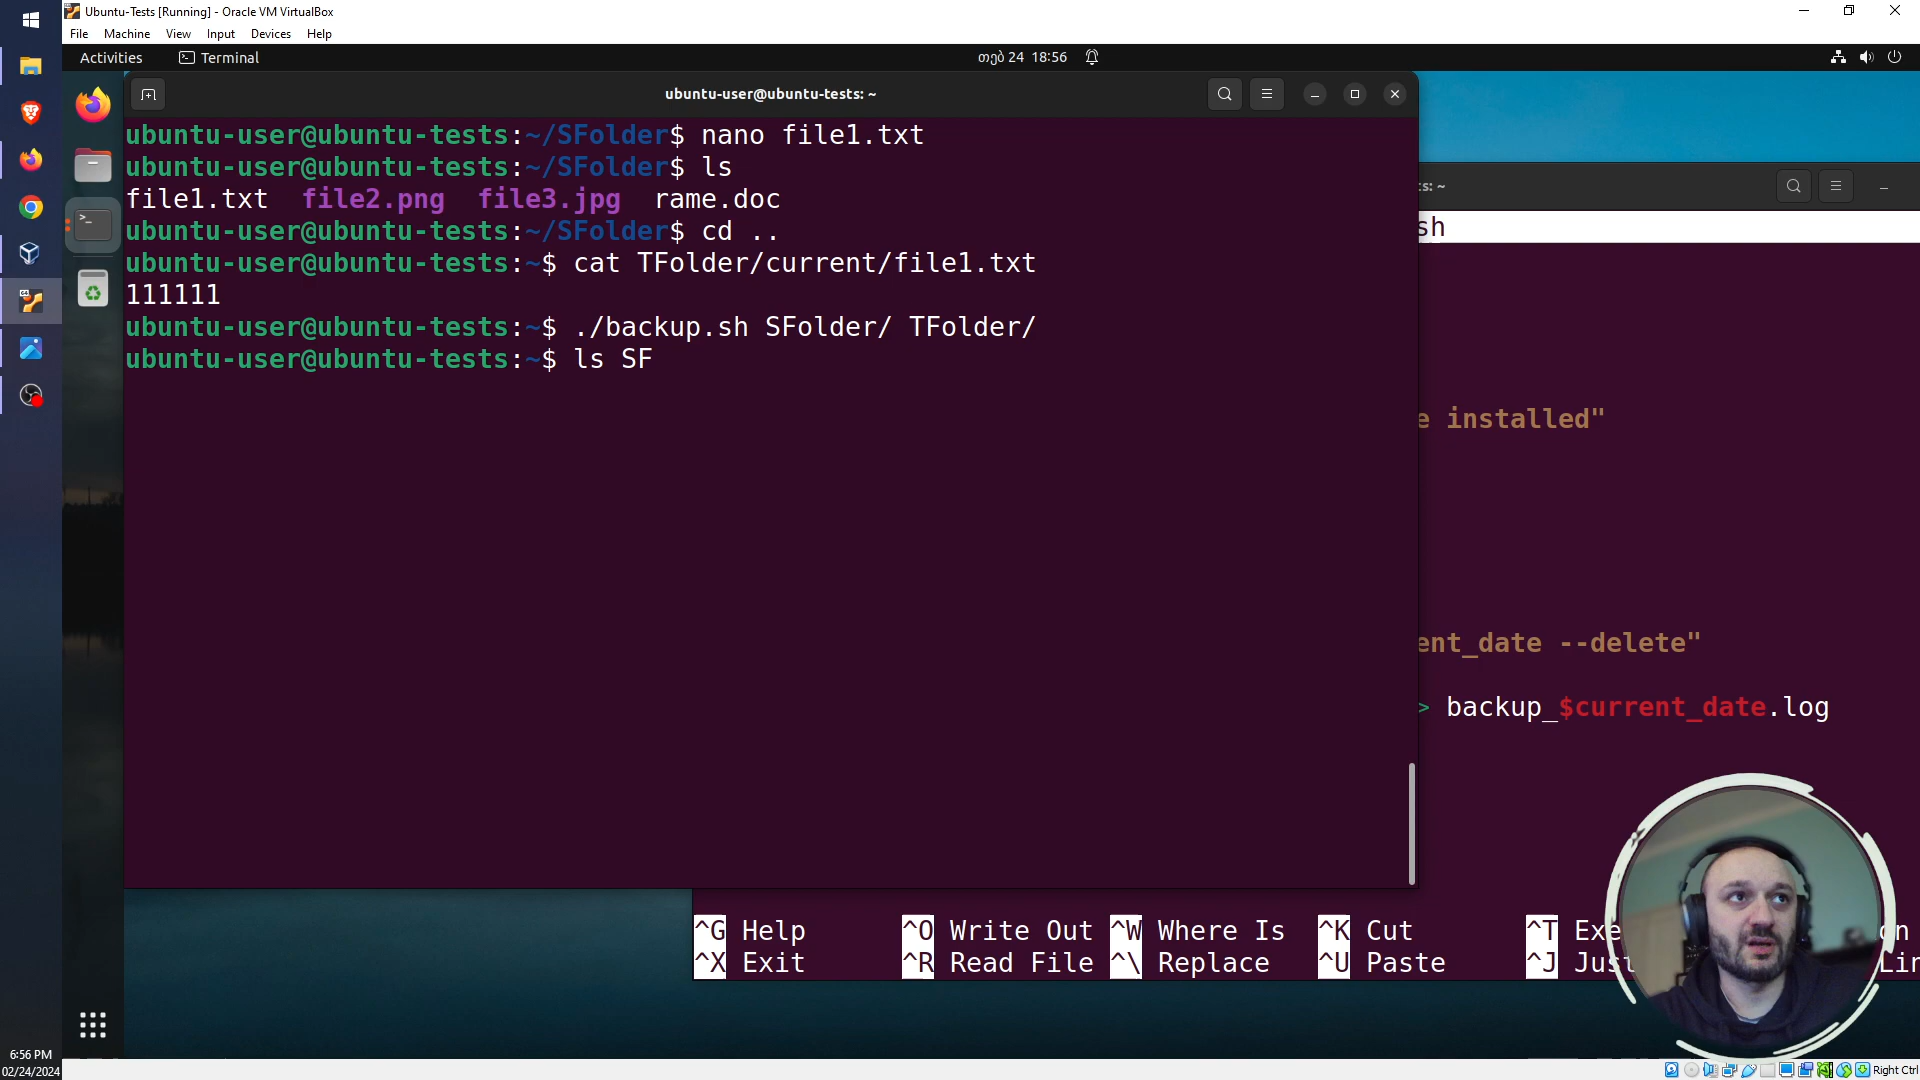 Ubuntu-Tests [Running] - Oracle VM VirtualBox
File Machine View Input Devices Help
Activities Terminal თებ 24 18:56
ubuntu-user@ubuntu-tests: ~
ubuntu-user@ubuntu-tests:~/SFolder$ nano file1.txt
ubuntu-user@ubuntu-tests:~/SFolder$ ls
file1.txt file2.png file3.jpg rame.doc
ubuntu-user@ubuntu-tests:~/SFolder$ cd ..
ubuntu-user@ubuntu-tests:~$ cat TFolder/current/file1.txt
111111
ubuntu-user@ubuntu-tests:~$ ./backup.sh SFolder/ TFolder/
ubuntu-user@ubuntu-tests:~$ ls SF
ts: ~
sh
e installed"
ent_date --delete"
> backup_$current_date.log
^G Help ^O Write Out ^W Where Is ^K Cut ^T Exe
^X Exit ^R Read File ^\ Replace ^U Paste ^J Jus
6:56 PM
02/24/2024
Right Ctrl